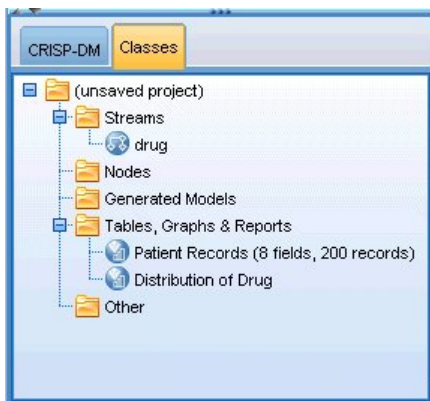 CRISP-DM Classes
(unsaved project)
Streams
drug
Nodes
Generated Models
Tables, Graphs & Reports
Patient Records (8 fields, 200 records)
Distribution of Drug
Other